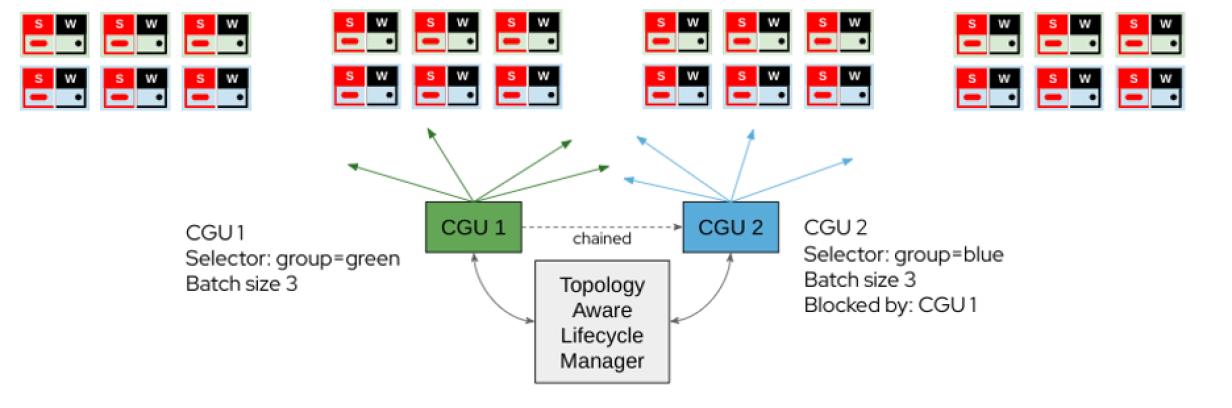 S W S W S W S W S W S W S W S W S W S W S W S W
S W S W S W S W S W S W S W S W S W S W S W S W
CGU 1
Selector: group=green
Batch size 3
CGU 1
chained
CGU 2
CGU 2
Selector: group=blue
Batch size 3
Blocked by: CGU 1
Topology
Aware
Lifecycle
Manager